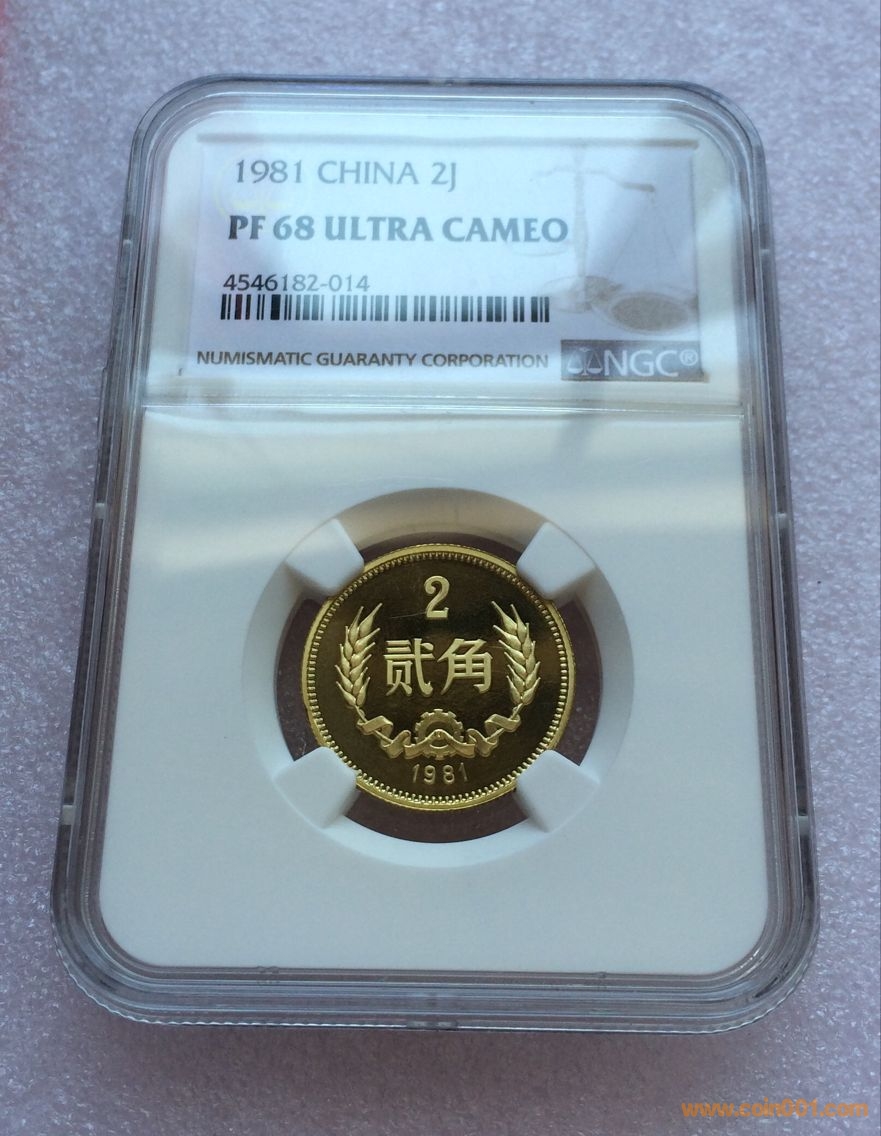 1981 CHINA 2J
PF 68 ULTRA CAMEO
4546182-014
NUMISMATIC GUARANTY CORPORATION
NGC®
2
贰角
1981
www.coin001.com